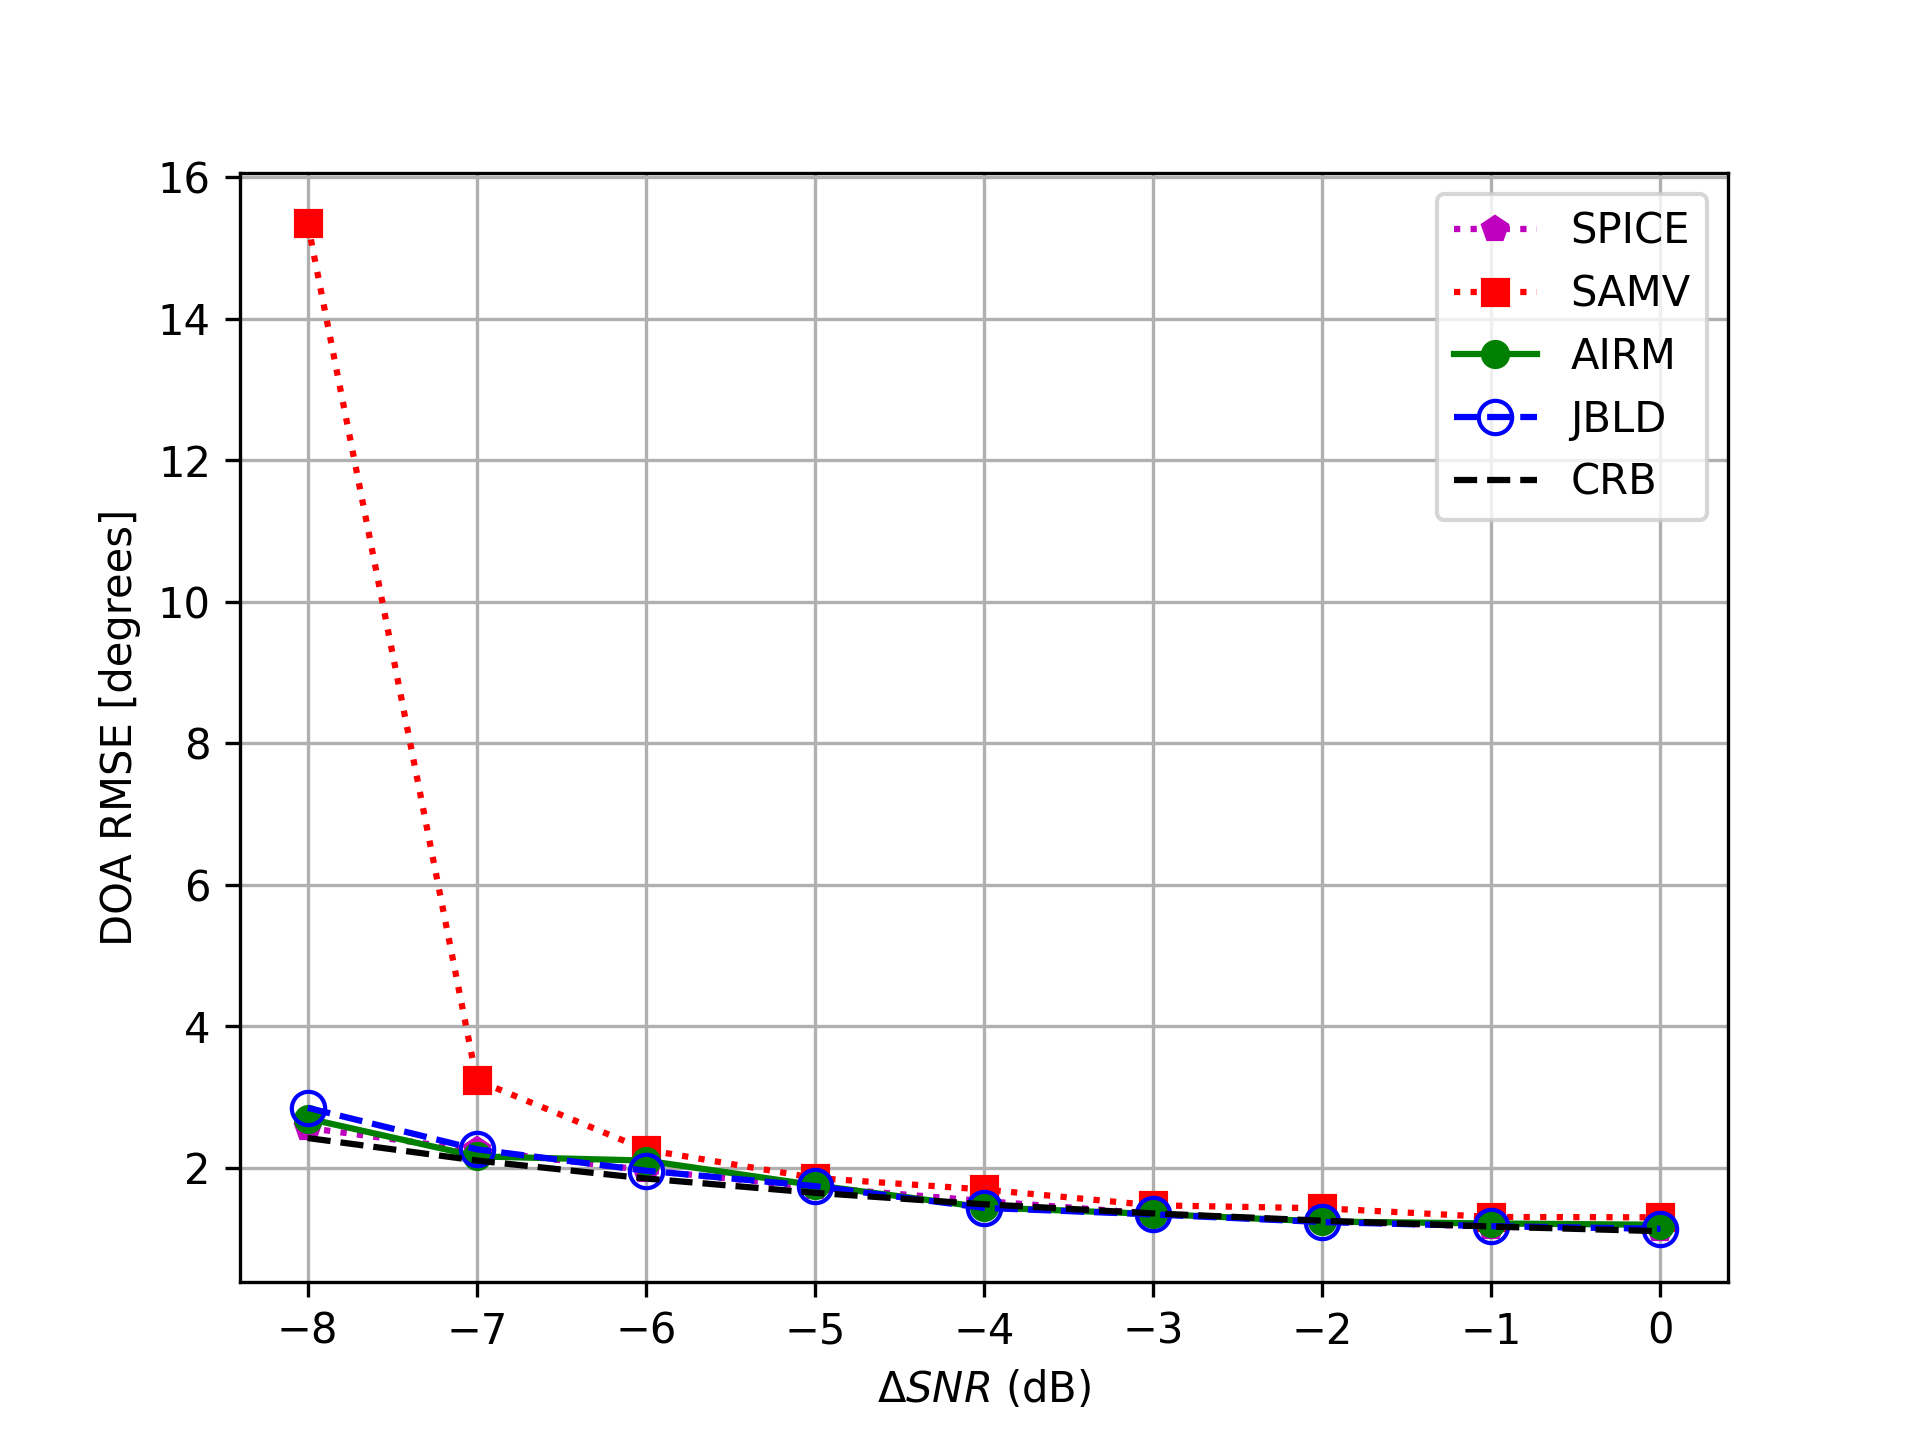 16
14
12
10
8
6
4
2
DOA RMSE [degrees]
SPICE
SAMV
AIRM
JBLD
CRB
−8 −7 −6 −5 −4 −3 −2 −1 0
ΔSNR (dB)